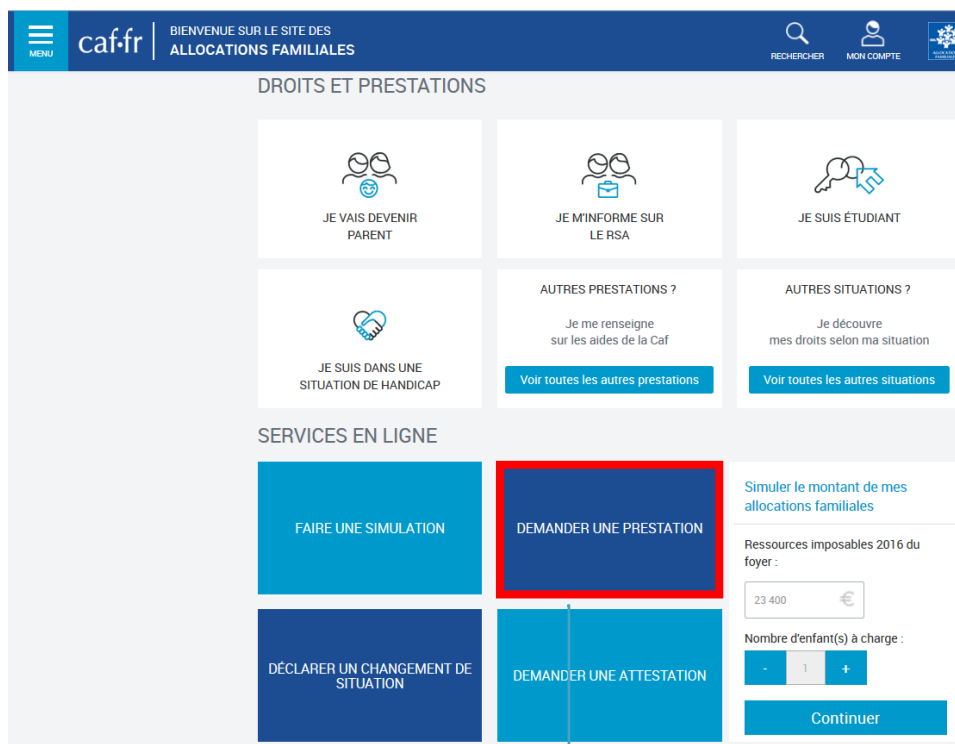 MENU
caf.fr
BIENVENUE SUR LE SITE DES
ALLOCATIONS FAMILIALES
RECHERCHER
MON COMPTE
DROITS ET PRESTATIONS
JE VAIS DEVENIR
PARENT
JE M'INFORME SUR
LE RSA
JE SUIS ÉTUDIANT
JE SUIS DANS UNE
SITUATION DE HANDICAP
AUTRES PRESTATIONS ?
Je me renseigne
sur les aides de la Caf
Voir toutes les autres prestations
AUTRES SITUATIONS ?
Je découvre
mes droits selon ma situation
Voir toutes les autres situations
SERVICES EN LIGNE
FAIRE UNE SIMULATION
DEMANDER UNE PRESTATION
DÉCLARER UN CHANGEMENT DE
SITUATION
DEMANDER UNE ATTESTATION
Simuler le montant de mes
allocations familiales
Ressources imposables 2016 du
foyer :
23 400 €
Nombre d'enfant(s) à charge :
- 1 +
Continuer